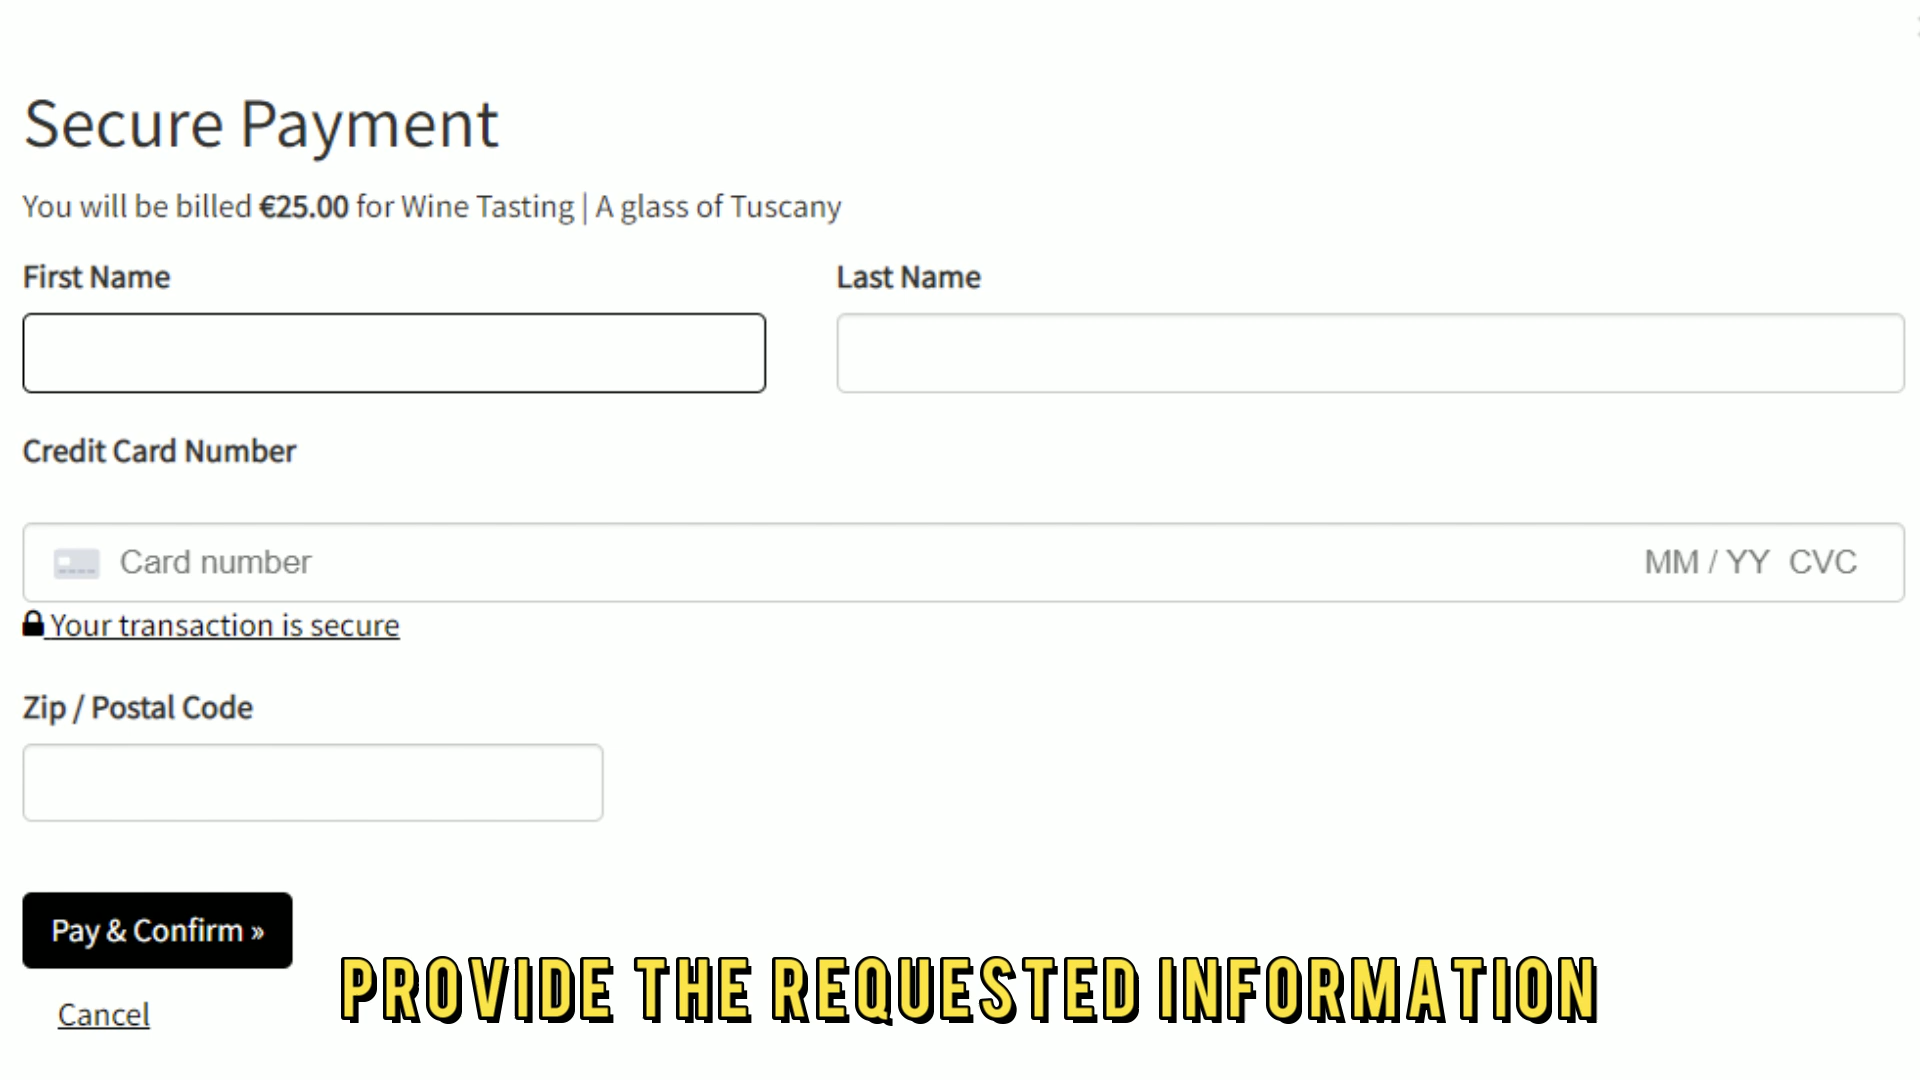 Secure Payment
You will be billed €25.00 for Wine Tasting | A glass of Tuscany
First Name
Last Name
Credit Card Number
Card number MM / YY CVC
Your transaction is secure
Zip / Postal Code
Pay & Confirm »
Cancel
PROVIDE THE REQUESTED INFORMATION